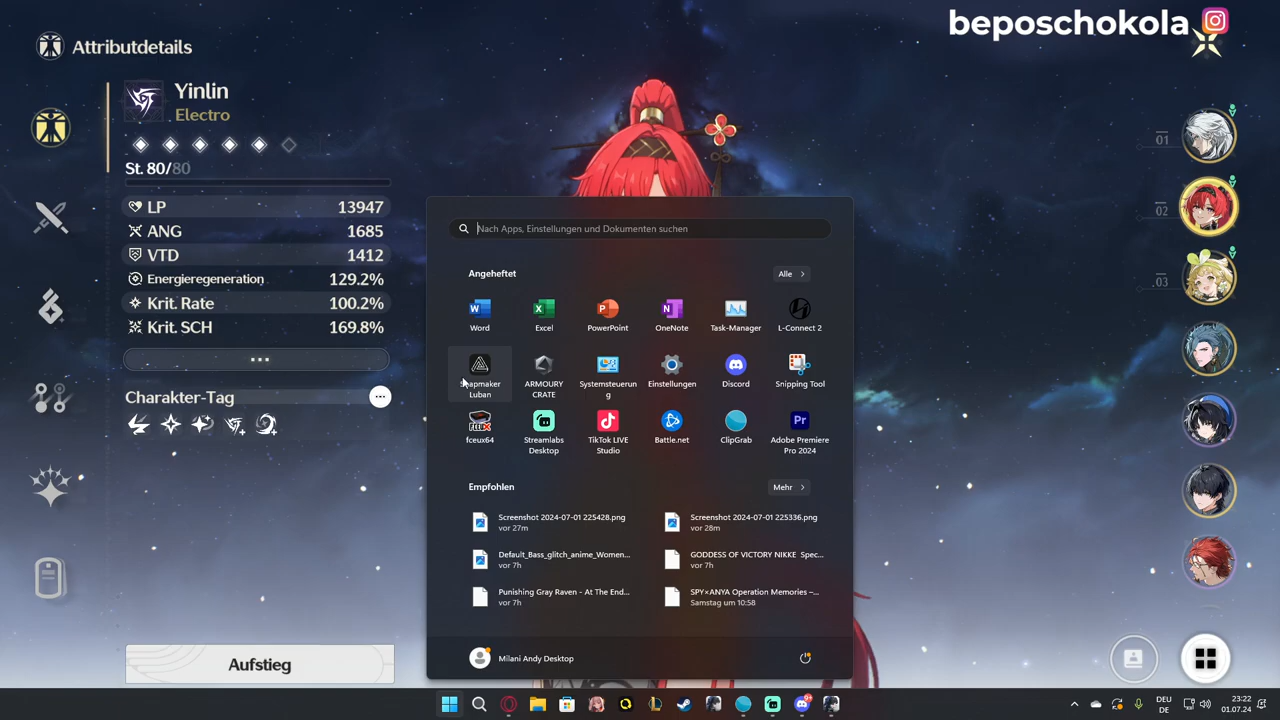 beposchokola
Attributdetails
Yinlin
Electro
St. 80/80
LP 13947
ANG 1685
VTD 1412
Energieregeneration 129.2%
Krit. Rate 100.2%
Krit. SCH 169.8%
Charakter-Tag
Aufstieg
01
02
03
Nach Apps, Einstellungen und Dokumenten suchen
Angeheftet
Alle
Word
Excel
PowerPoint
OneNote
Task-Manager
L-Connect 2
Snapmaker
Luban
ARMOURY
CRATE
Systemsteuerun
g
Einstellungen
Discord
Snipping Tool
fceux64
Streamlabs
Desktop
TikTok LIVE
Studio
Battle.net
ClipGrab
Adobe Premiere
Pro 2024
Empfohlen
Mehr
Screenshot 2024-07-01 225428.png
vor 27m
Screenshot 2024-07-01 225336.png
vor 28m
Default_Bass_glitch_anime_Women...
vor 7h
GODDESS OF VICTORY NIKKE Spec...
vor 7h
Punishing Gray Raven - At The End...
vor 7h
SPY×ANYA Operation Memories –...
Samstag um 10:58
Milani Andy Desktop
DEU
DE
23:22
01.07.24